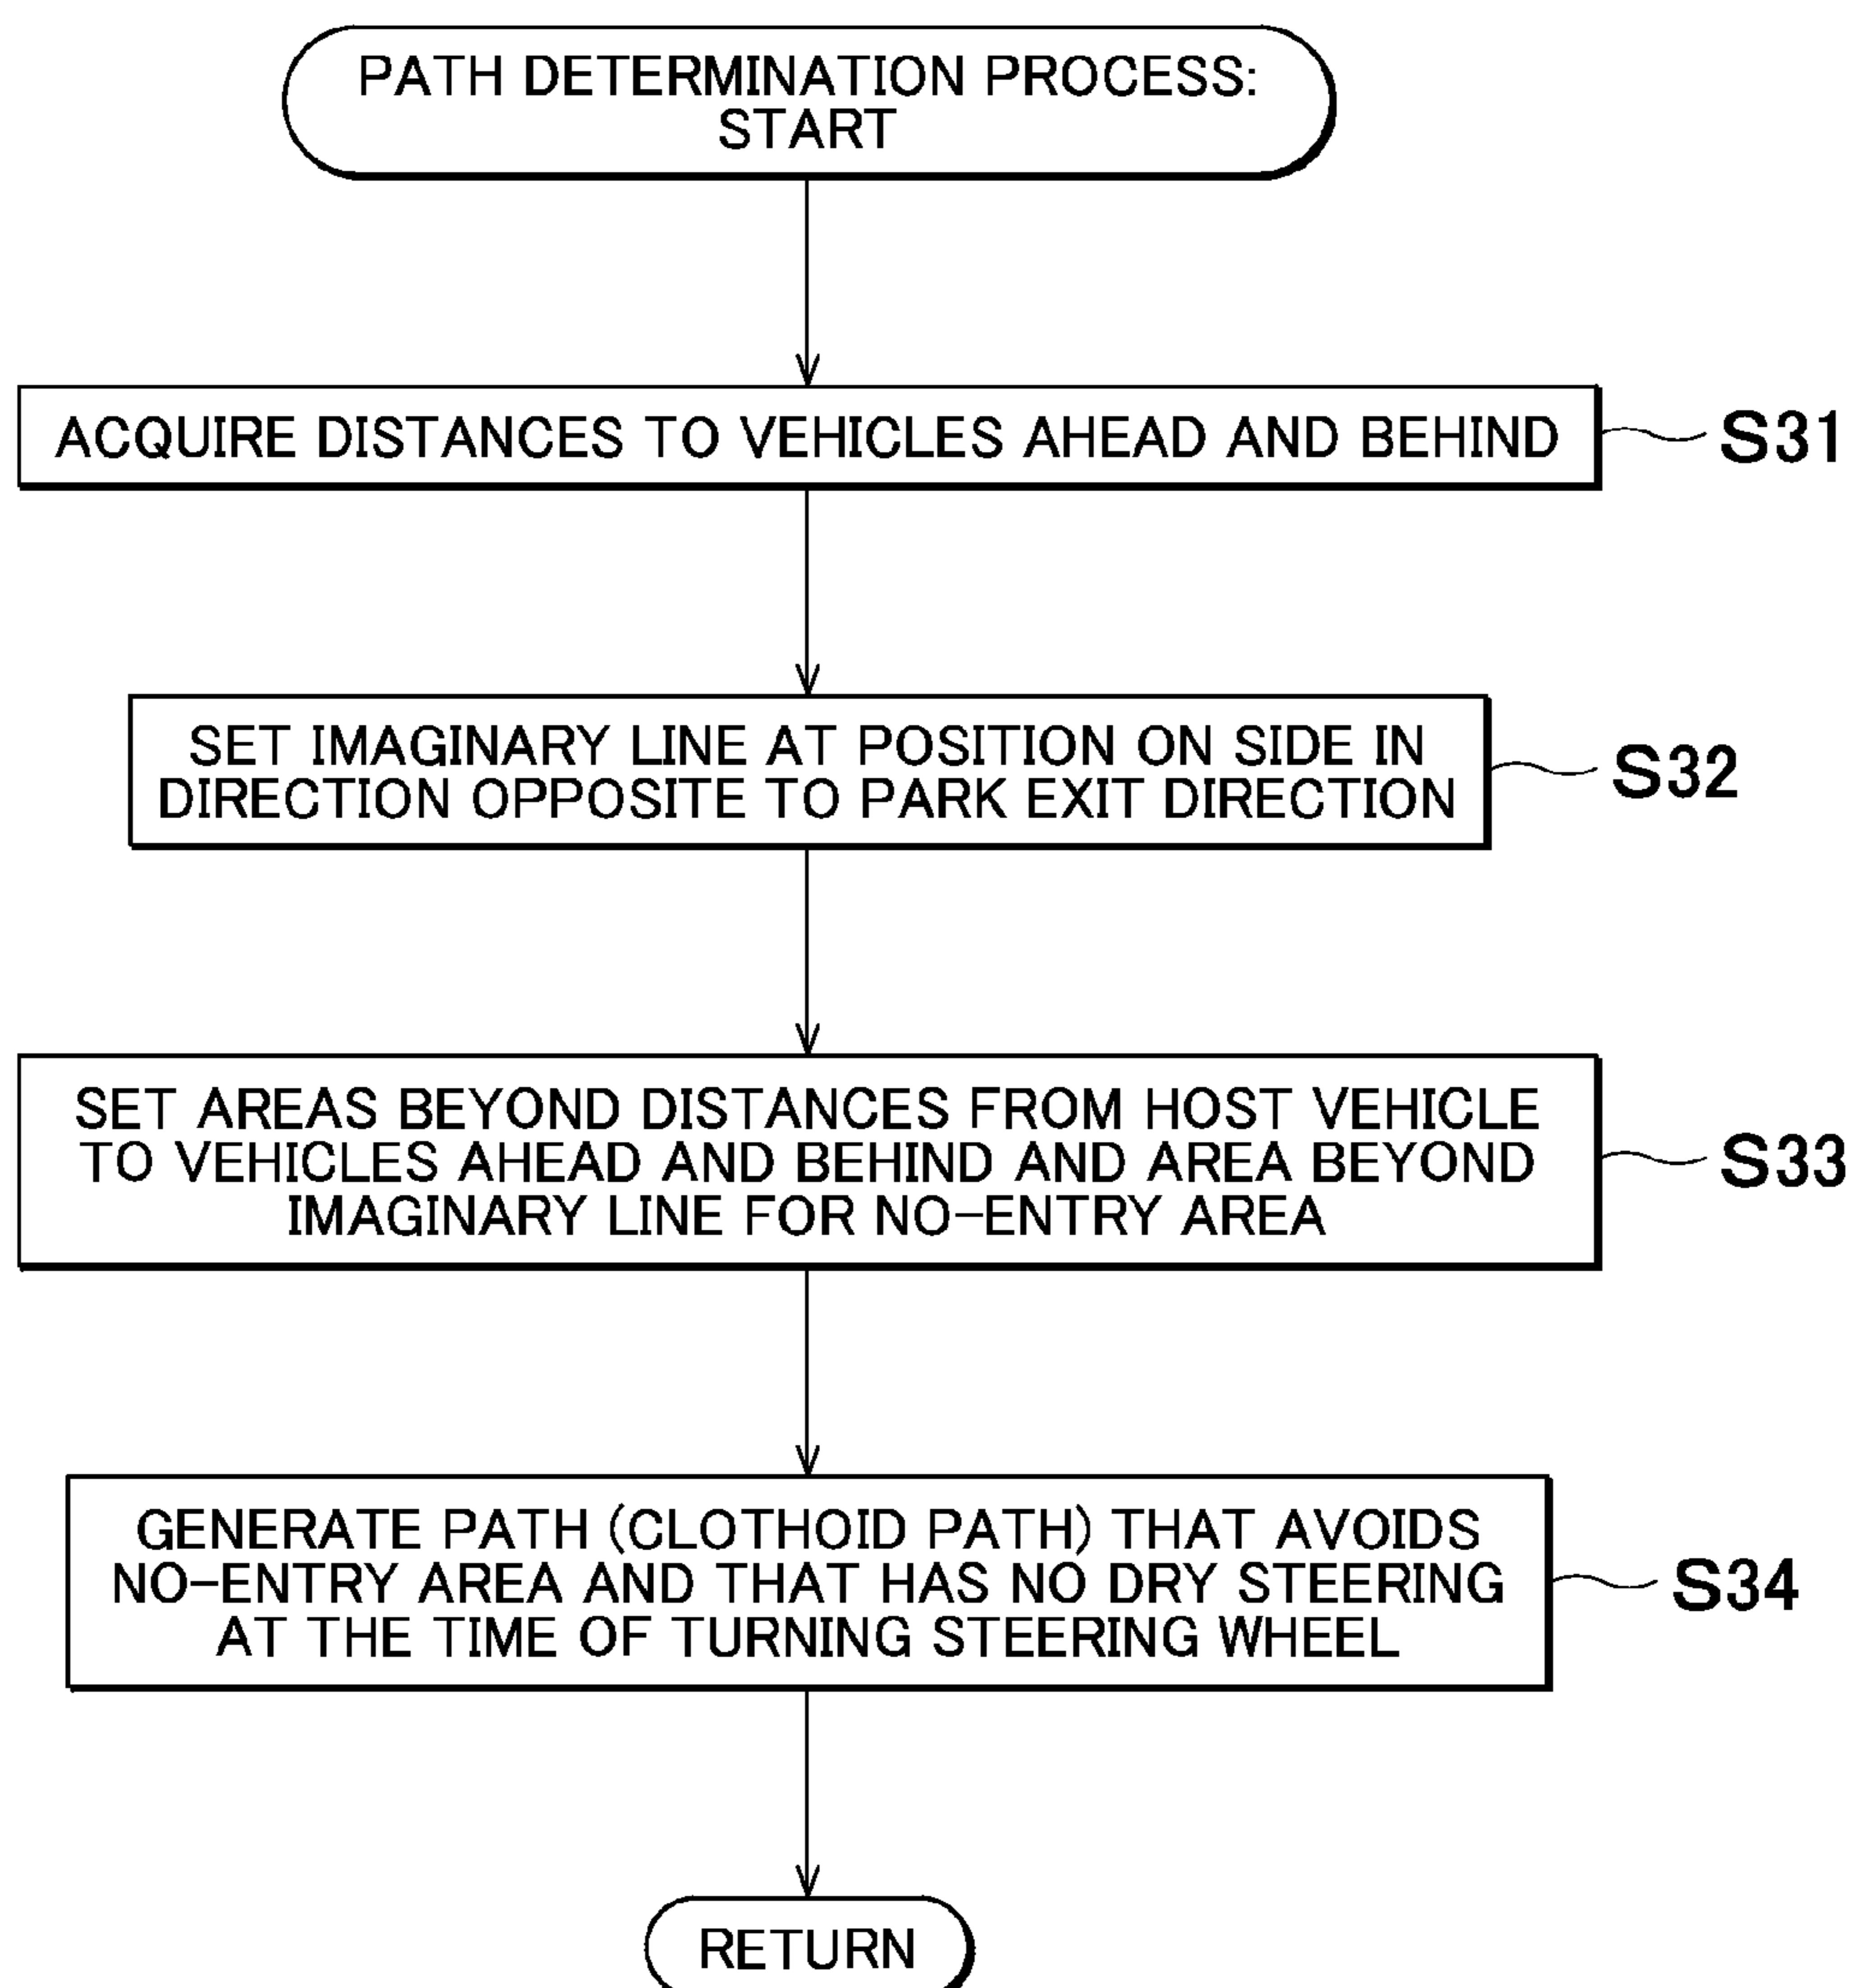 PATH DETERMINATION PROCESS:
START
ACQUIRE DISTANCES TO VEHICLES AHEAD AND BEHIND
S31
SET IMAGINARY LINE AT POSITION ON SIDE IN
DIRECTION OPPOSITE TO PARK EXIT DIRECTION
S32
SET AREAS BEYOND DISTANCES FROM HOST VEHICLE
TO VEHICLES AHEAD AND BEHIND AND AREA BEYOND
IMAGINARY LINE FOR NO-ENTRY AREA
S33
GENERATE PATH (CLOTHOID PATH) THAT AVOIDS
NO-ENTRY AREA AND THAT HAS NO DRY STEERING
AT THE TIME OF TURNING STEERING WHEEL
S34
RETURN